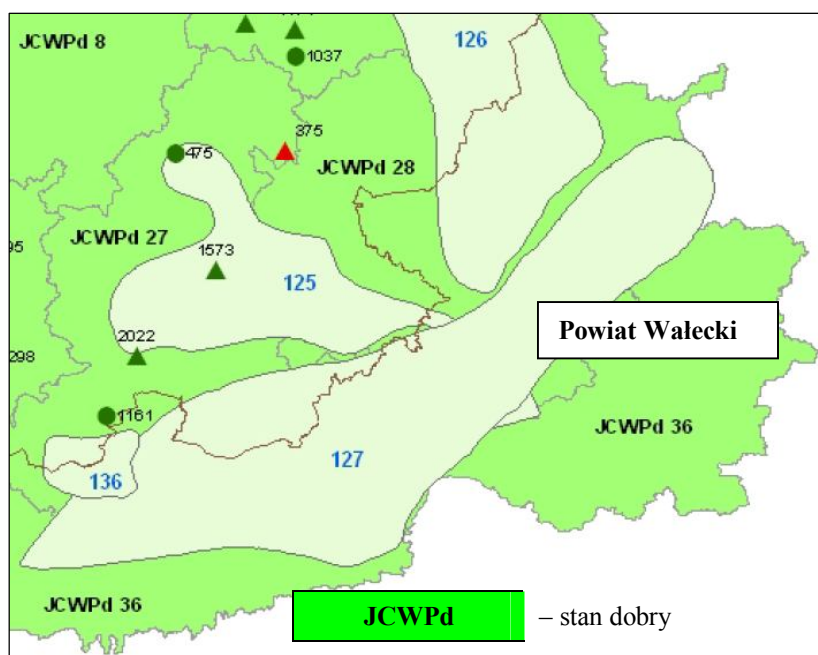 JCWPd 8
1037
126
475
375
JCWPd 28
JCWPd 27
95
1573
125
Powiat Wałecki
2022
298
1161
JCWPd 36
127
136
JCWPd 36
JCWPd – stan dobry